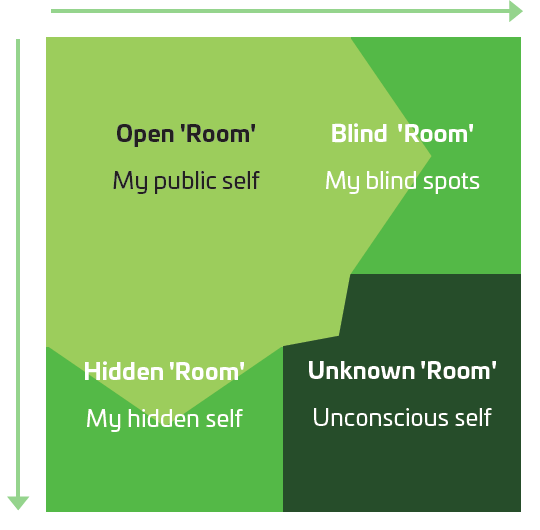 Open 'Room'
My public self
Blind 'Room'
My blind spots
Hidden 'Room'
My hidden self
Unknown 'Room'
Unconscious self